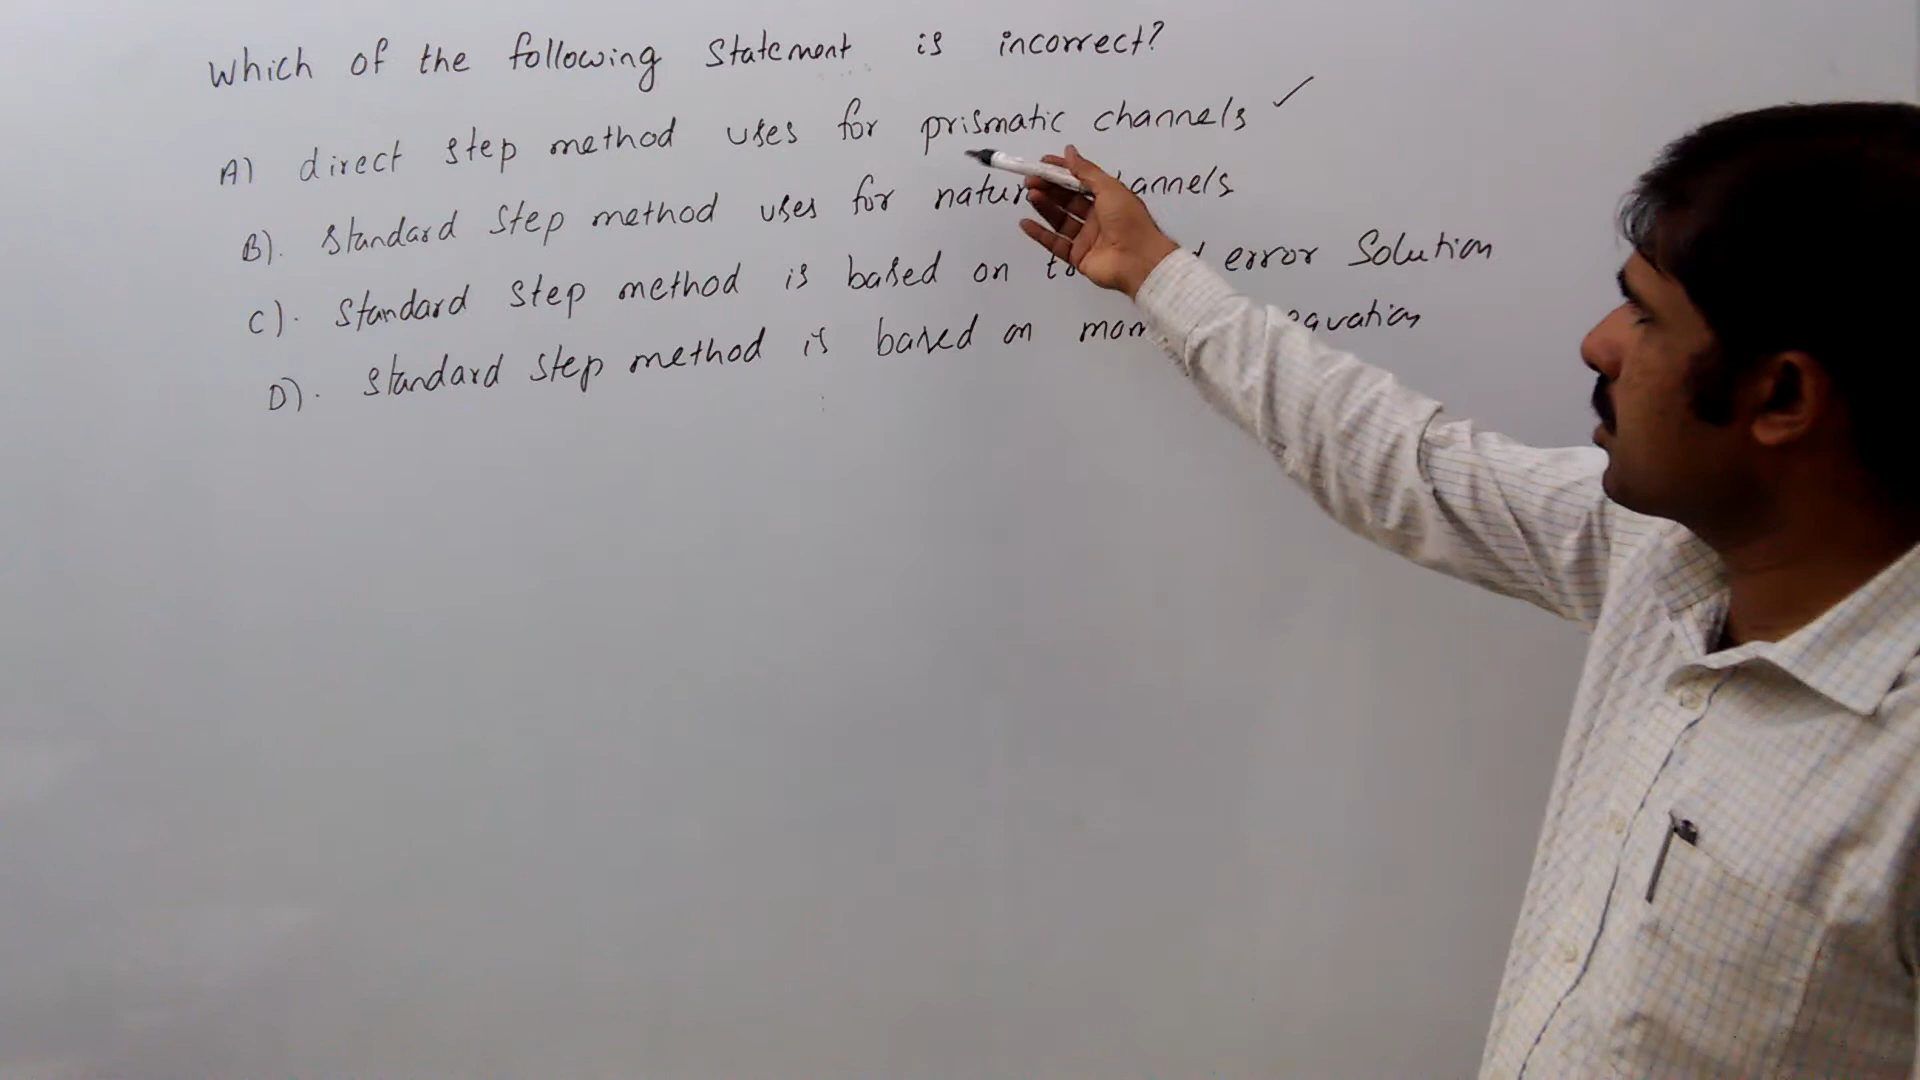 Which of the following Statement is incorrect?
A) direct step method uses for prismatic channels ✓
B). Standard Step method uses for
C). Standard Step method is based on error Solution
D). Standard Step method is based on equation